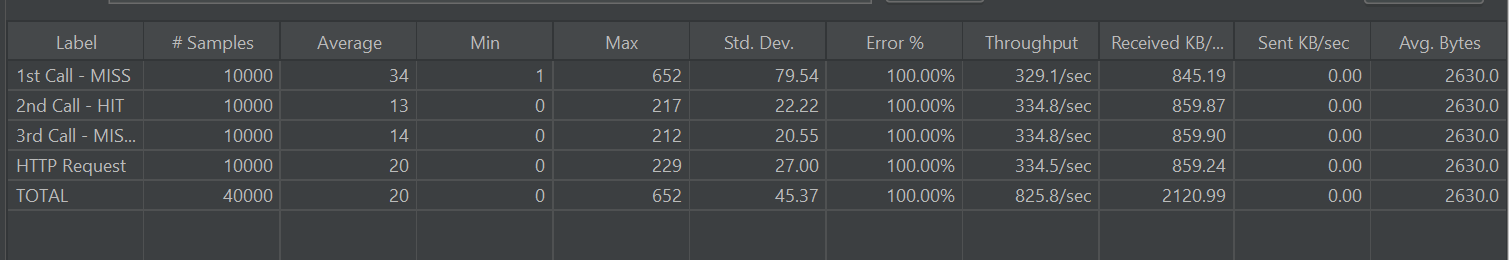 Label # Samples Average Min Max Std. Dev. Error % Throughput Received KB/... Sent KB/sec Avg. Bytes
1st Call - MISS 10000 34 1 652 79.54 100.00% 329.1/sec 845.19 0.00 2630.0
2nd Call - HIT 10000 13 0 217 22.22 100.00% 334.8/sec 859.87 0.00 2630.0
3rd Call - MIS... 10000 14 0 212 20.55 100.00% 334.8/sec 859.90 0.00 2630.0
HTTP Request 10000 20 0 229 27.00 100.00% 334.5/sec 859.24 0.00 2630.0
TOTAL 40000 20 0 652 45.37 100.00% 825.8/sec 2120.99 0.00 2630.0